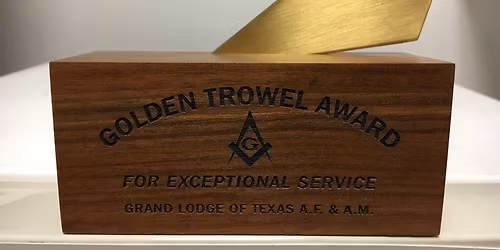 GOLDEN TROWEL AWARD
G
FOR EXCEPTIONAL SERVICE
GRAND LODGE OF TEXAS A.F. & A.M.